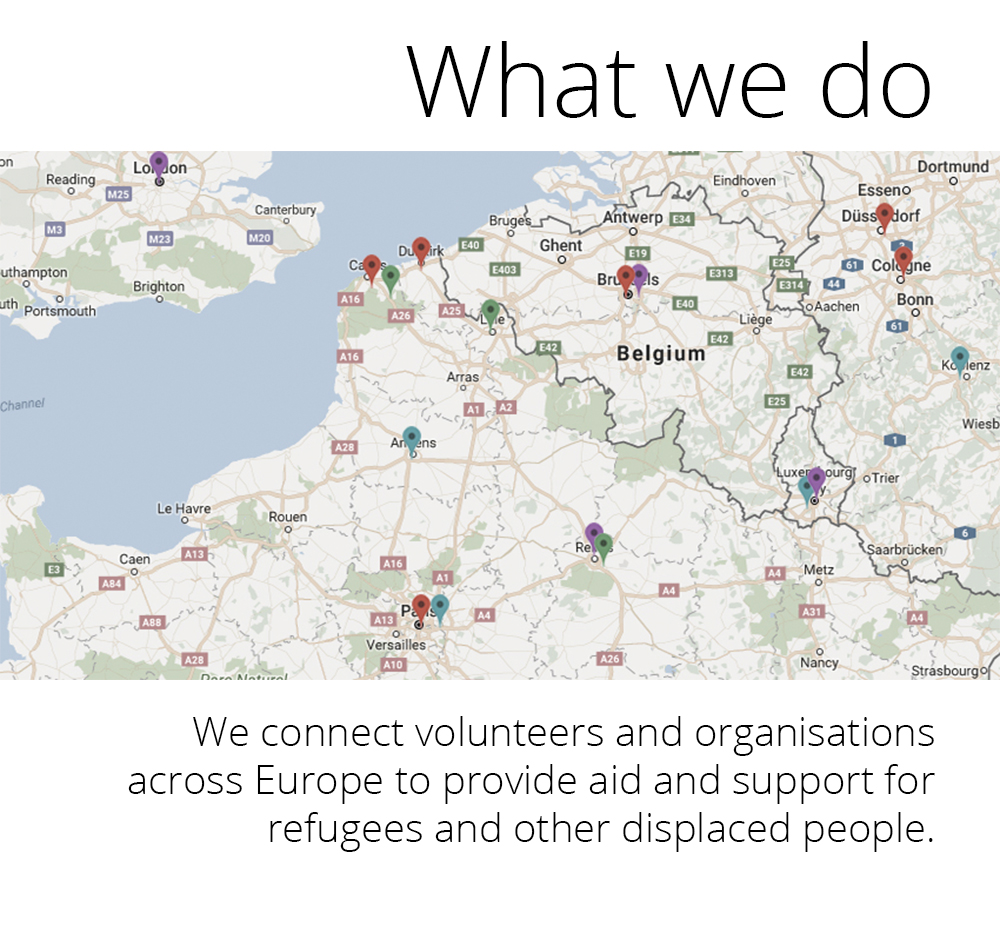 What we do
on
London
Reading
M25
Dortmund
Eindhoven
Essen
Canterbury
Bruges
Antwerp
E34
Düsseldorf
M3
M23
M20
Dunkirk
E40
Ghent
E19
Calais
E403
Brussels
E313
E25
61
Cologne
uthampton
Brighton
E314
44
uth
Portsmouth
A16
A26
A25
Lille
E40
Aachen
Bonn
Liège
61
E42
E42
A16
Belgium
Koblenz
Arras
E42
Channel
A1
A2
E25
Wiesb
A28
Amiens
1
Luxembourg
Trier
Le Havre
Rouen
6
Reims
Saarbrücken
Caen
A13
E3
A16
A84
A1
A4
A4
Metz
Paris
A13
A4
A31
A4
A88
Versailles
A28
A10
A26
Nancy
Strasbourg
Parc Naturel
We connect volunteers and organisations
across Europe to provide aid and support for
refugees and other displaced people.